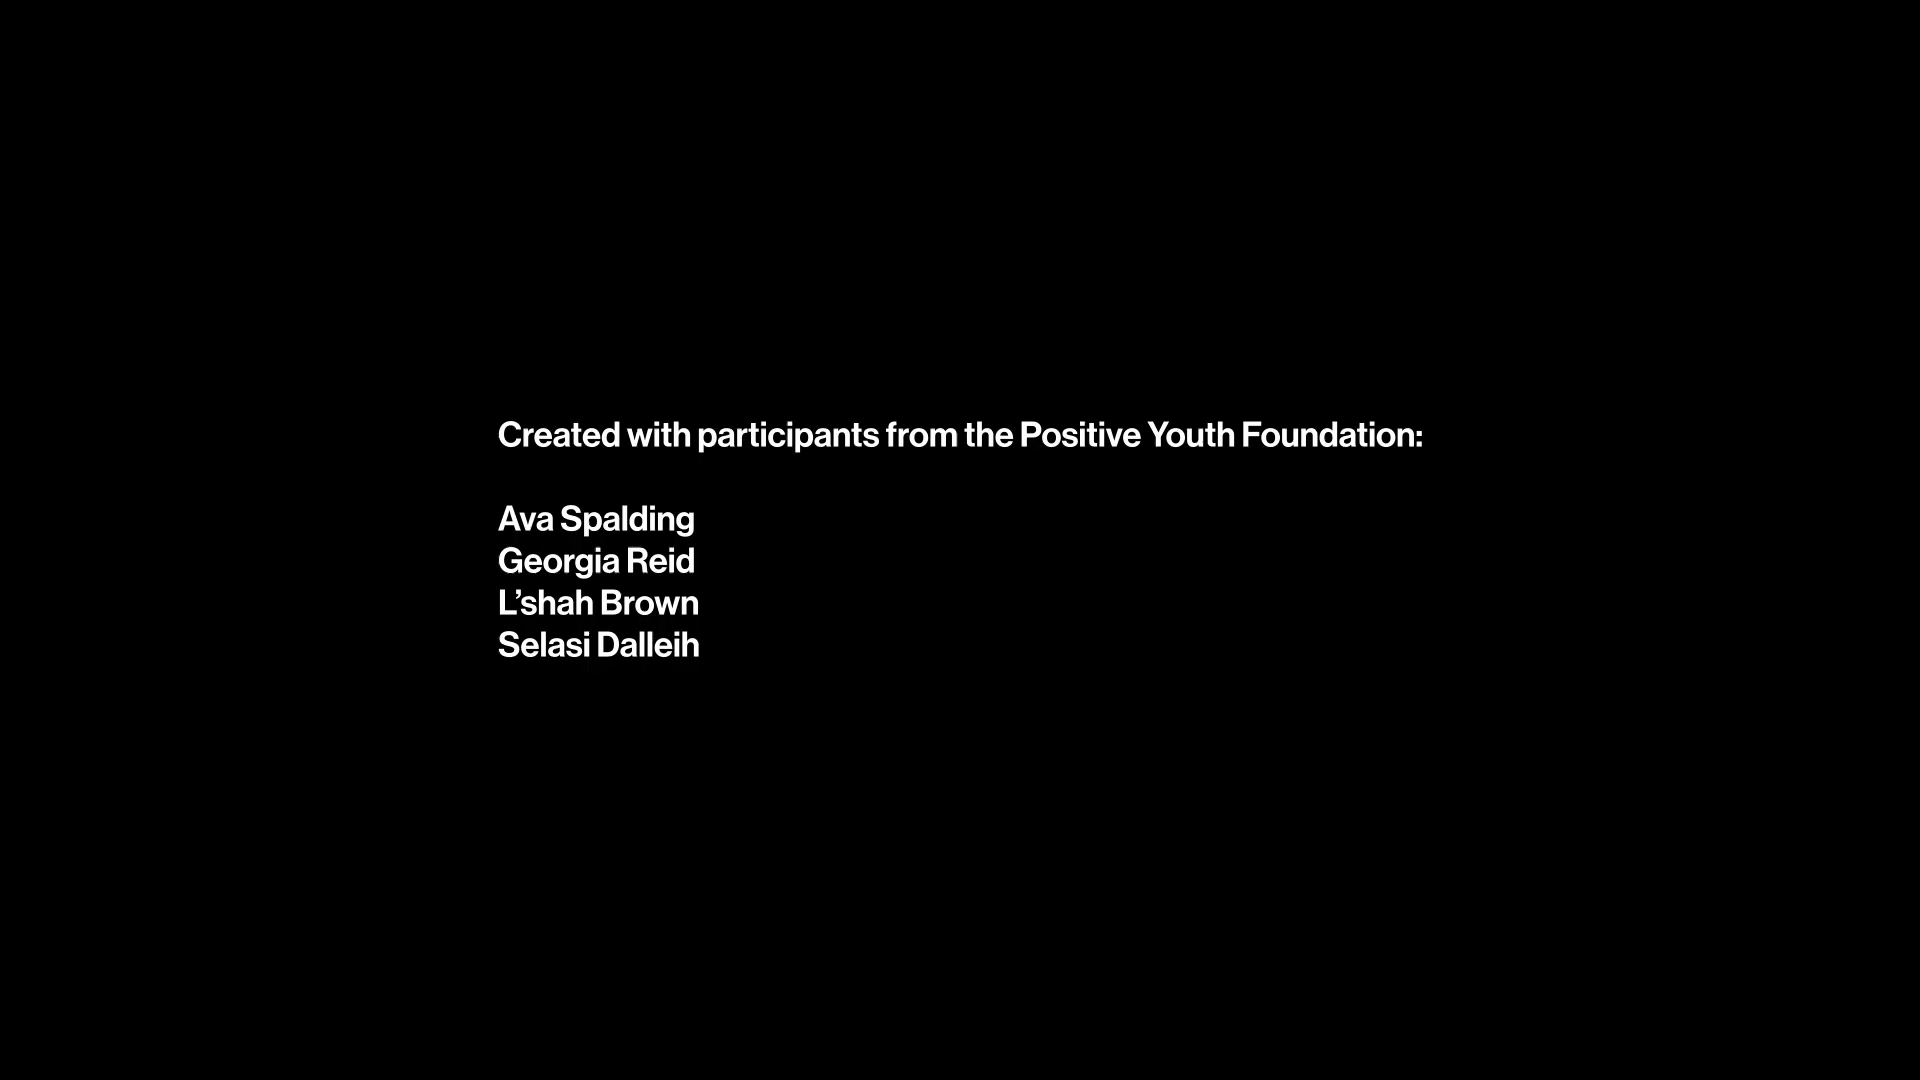 Created with participants from the Positive Youth Foundation:
Ava Spalding
Georgia Reid
L’shah Brown
Selasi Dalleih